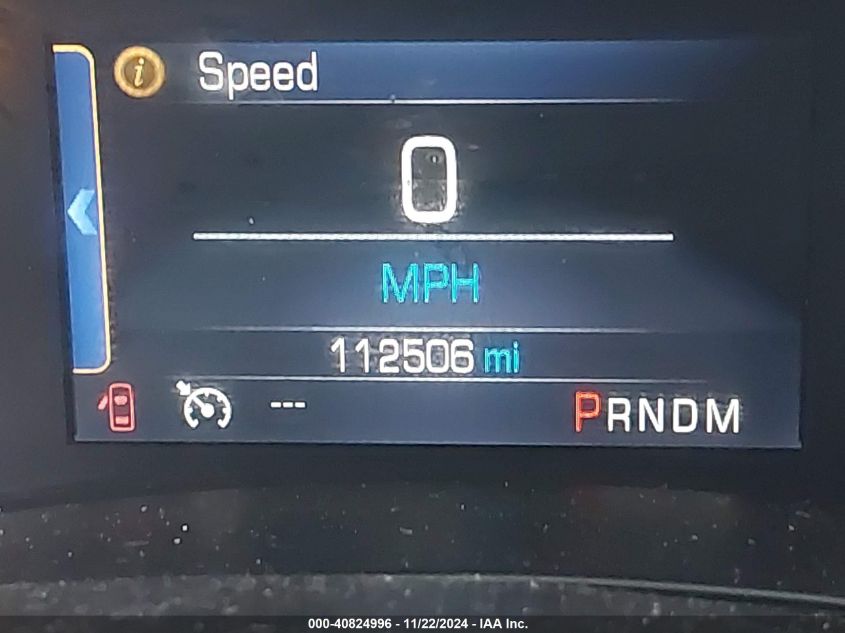 i Speed
0
MPH
112506 mi
--- PRNDM
000-40824996 - 11/22/2024 - IAA Inc.